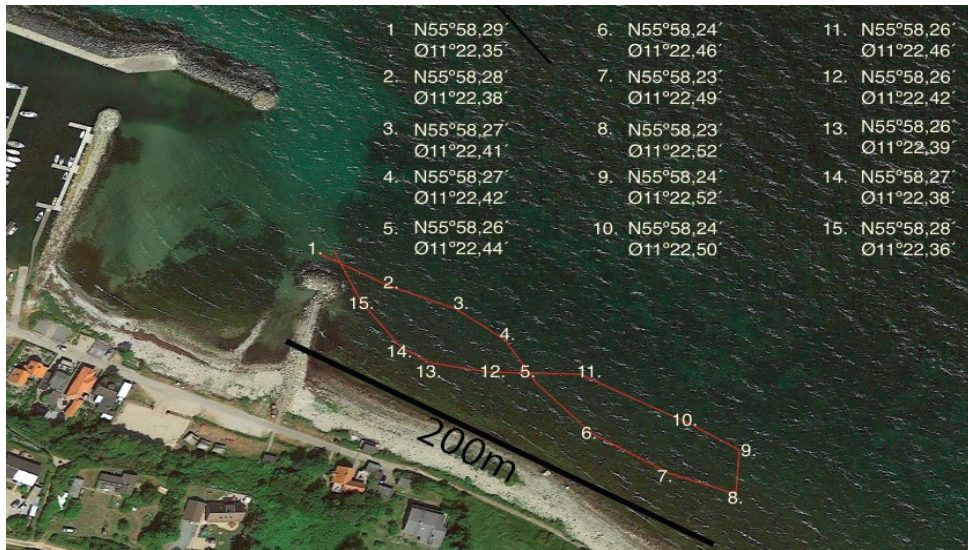 1 N55°58,29´
Ø11°22,35´
2. N55°58,28´
Ø11°22,38´
3. N55°58,27´
Ø11°22,41´
4. N55°58,27´
Ø11°22,42´
5. N55°58,26´
Ø11°22,44´
6. N55°58,24´
Ø11°22,46´
7. N55°58,23´
Ø11°22,49´
8. N55°58,23´
Ø11°22,52´
9. N55°58,24´
Ø11°22,52´
10. N55°58,24´
Ø11°22,50´
11. N55°58,26´
Ø11°22,46´
12. N55°58,26´
Ø11°22,42´
13. N55°58,26´
Ø11°22,39´
14. N55°58,27´
Ø11°22,38´
15. N55°58,28´
Ø11°22,36´
1.
2.
3.
15.
4.
14.
13.
12.
5.
11.
10.
6.
9.
7.
8.
200m